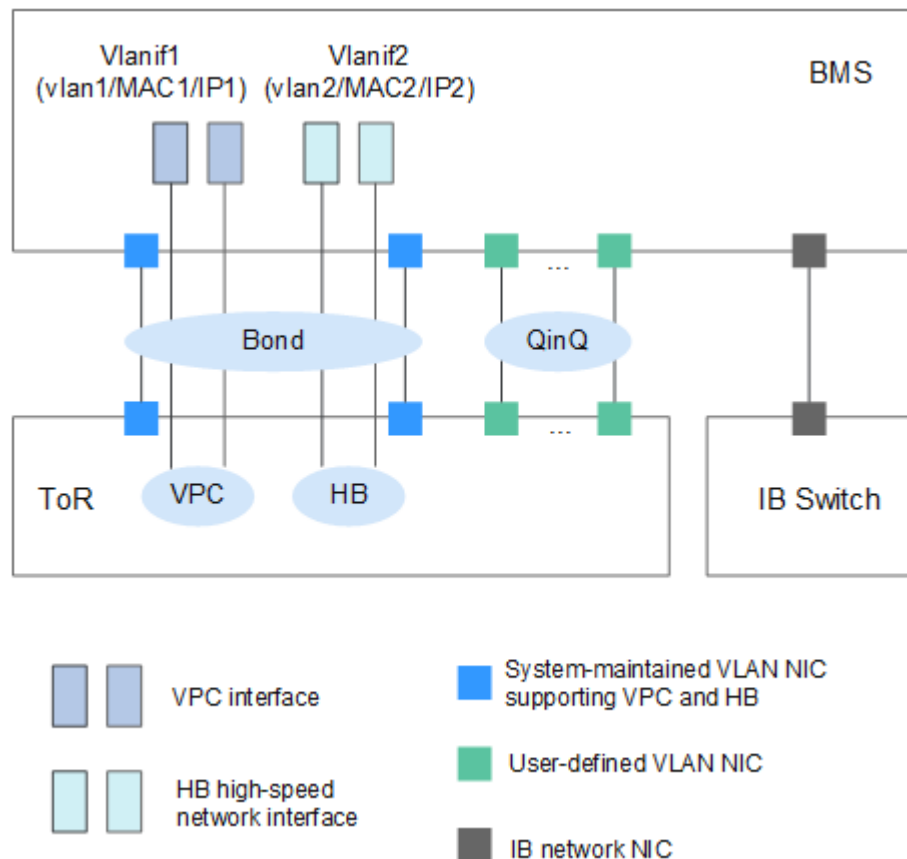 Vlanif1
(vlan1/MAC1/IP1)
Vlanif2
(vlan2/MAC2/IP2)
BMS
...
Bond
QinQ
...
ToR
VPC
HB
IB Switch
VPC interface
System-maintained VLAN NIC
supporting VPC and HB
User-defined VLAN NIC
HB high-speed
network interface
IB network NIC